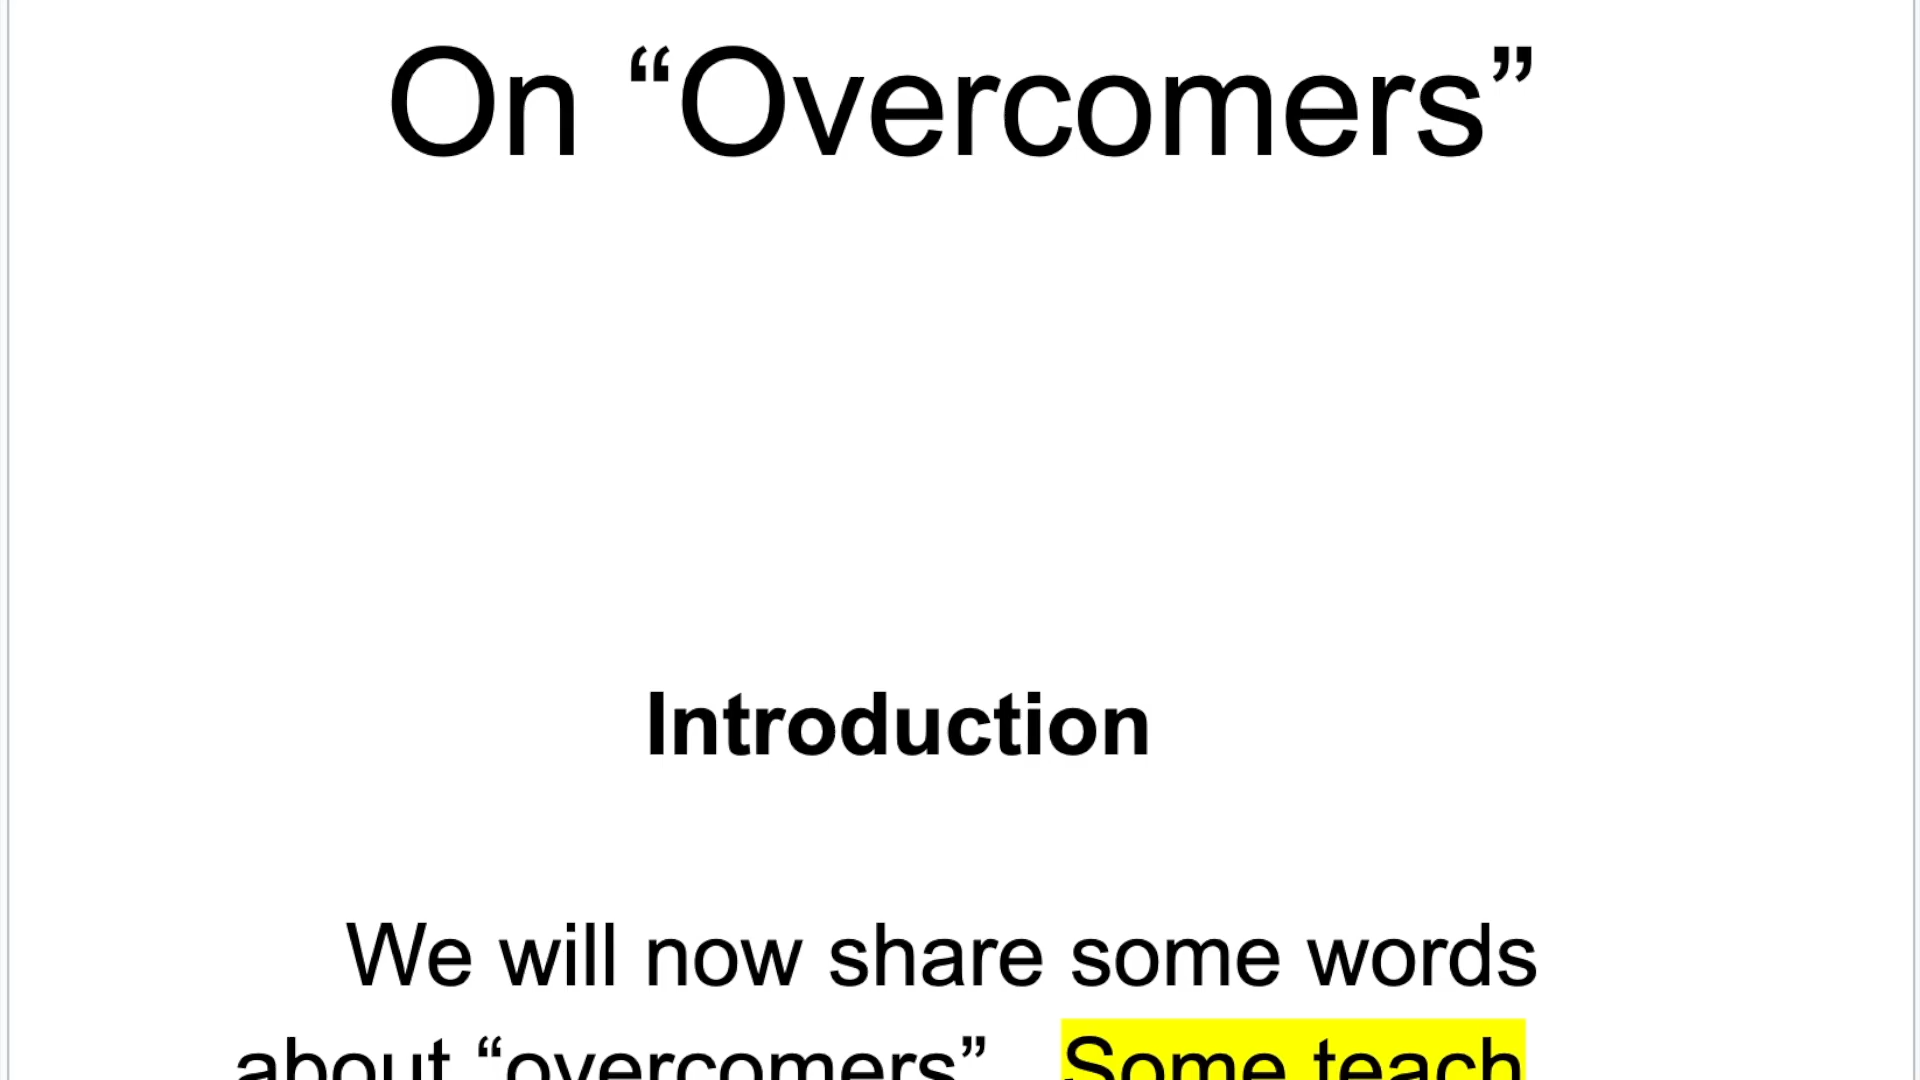 On “Overcomers”
Introduction
We will now share some words
about “overcomers”. Some teach